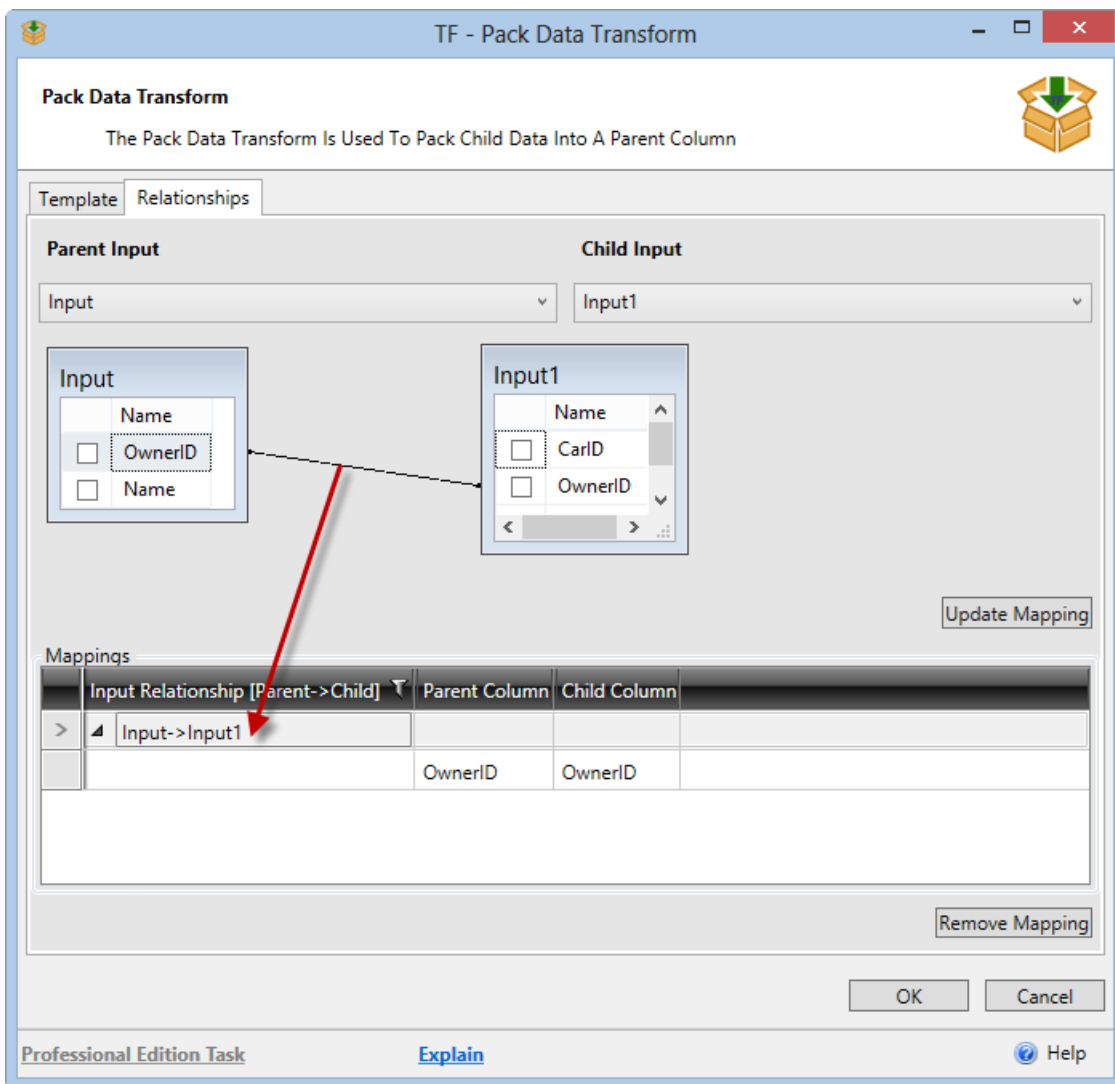 TF - Pack Data Transform
Pack Data Transform
The Pack Data Transform Is Used To Pack Child Data Into A Parent Column
TF
Template Relationships
Parent Input Child Input
Input Input1
Input Input1
Name Name
OwnerID CarID
Name OwnerID
Update Mapping
Mappings
Input Relationship [Parent->Child] Parent Column Child Column
> Input->Input1
OwnerID OwnerID
Remove Mapping
OK Cancel
Professional Edition Task Explain Help